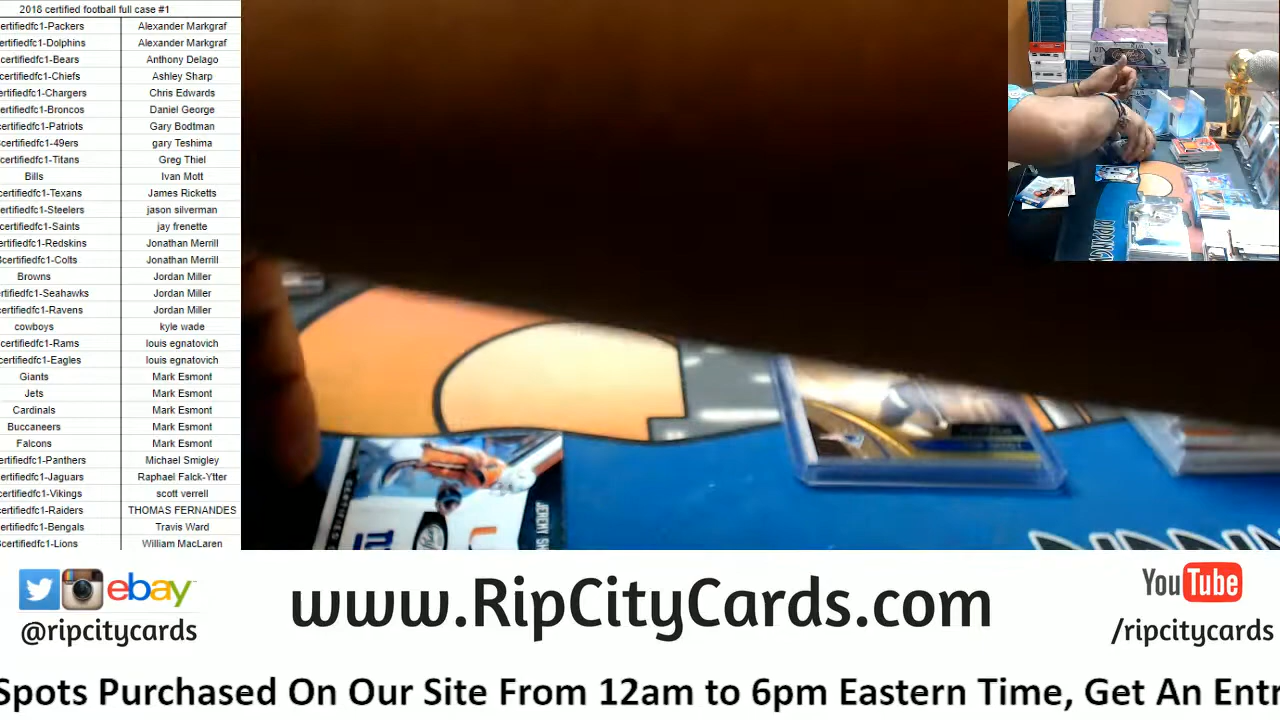 2018 certified football full case #1
ertifiedfc1-Packers Alexander Markgraf
ertifiedfc1-Dolphins Alexander Markgraf
certifiedfc1-Bears Anthony Delago
certifiedfc1-Chiefs Ashley Sharp
ertifiedfc1-Chargers Chris Edwards
ertifiedfc1-Broncos Daniel George
certifiedfc1-Patriots Gary Bodtman
certifiedfc1-49ers gary Teshima
certifiedfc1-Titans Greg Thiel
Bills Ivan Mott
certifiedfc1-Texans James Ricketts
ertifiedfc1-Steelers jason silverman
ertifiedfc1-Saints jay frenette
ertifiedfc1-Redskins Jonathan Merrill
certifiedfc1-Colts Jonathan Merrill
Browns Jordan Miller
rtifiedfc1-Seahawks Jordan Miller
rtifiedfc1-Ravens Jordan Miller
cowboys kyle wade
certifiedfc1-Rams louis egnatovich
certifiedfc1-Eagles louis egnatovich
Giants Mark Esmont
Jets Mark Esmont
Cardinals Mark Esmont
Buccaneers Mark Esmont
Falcons Mark Esmont
ertifiedfc1-Panthers Michael Smigley
ertifiedfc1-Jaguars Raphael Falck-Ytter
certifiedfc1-Vikings scott verrell
certifiedfc1-Raiders THOMAS FERNANDES
ertifiedfc1-Bengals Travis Ward
certifiedfc1-Lions William MacLaren
JEREMY SH
ebay
@ripcitycards
www.RipCityCards.com
YouTube
/ripcitycards
Spots Purchased On Our Site From 12am to 6pm Eastern Time, Get An Entr